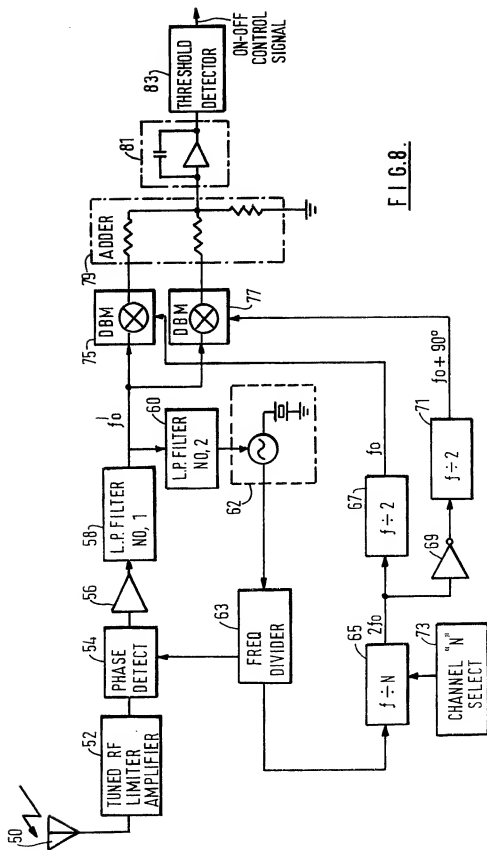 50
52
TUNED RF
LIMITER
AMPLIFIER
54
PHASE
DETECT
56
58
L.P. FILTER
NO, 1
f'o
60
L.P. FILTER
NO, 2
62
63
FREQ
DIVIDER
65
f ÷ N
73
CHANNEL "N"
SELECT
2fo
67
f ÷ 2
fo
69
71
f ÷ 2
fo + 90°
75
DBM
77
DBM
79
ADDER
81
83
THRESHOLD
DETECTOR
ON-OFF
CONTROL
SIGNAL
FIG.8.